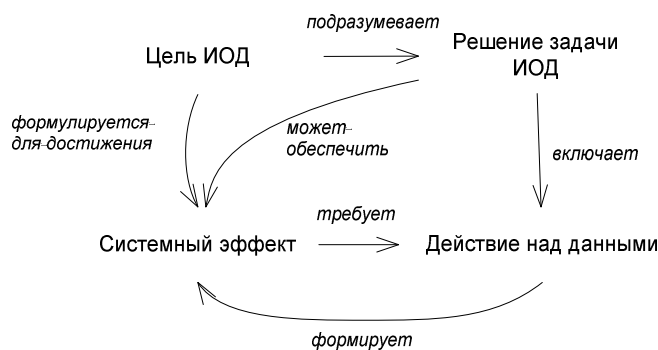 подразумевает
Цель ИОД
Решение задачи
ИОД
формулируется
для достижения
может
обеспечить
включает
требует
Системный эффект
Действие над данными
формирует